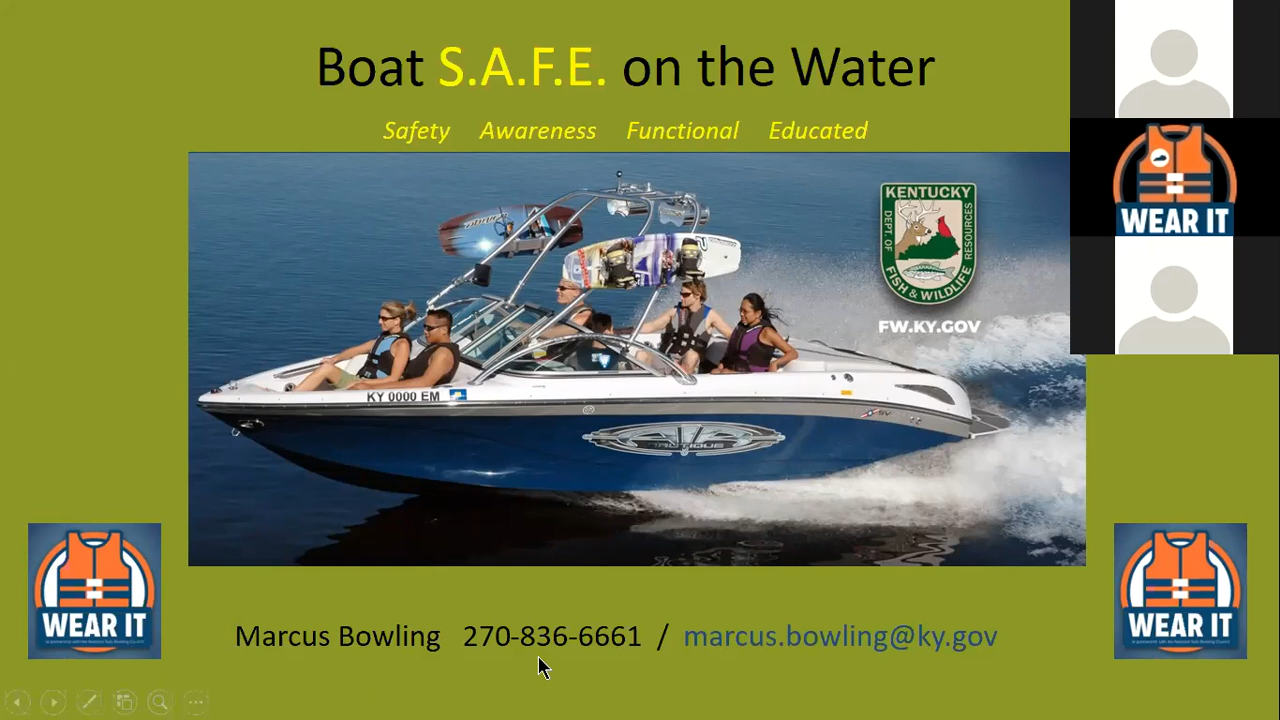 Boat S.A.F.E. on the Water
Safety Awareness Functional Educated
KENTUCKY
DEPT. OF
FISH & WILDLIFE
RESOURCES
FW.KY.GOV
KY 0000 EM
NAUTIQUE
WEAR IT
WEAR IT
WEAR IT
Marcus Bowling 270-836-6661 / marcus.bowling@ky.gov